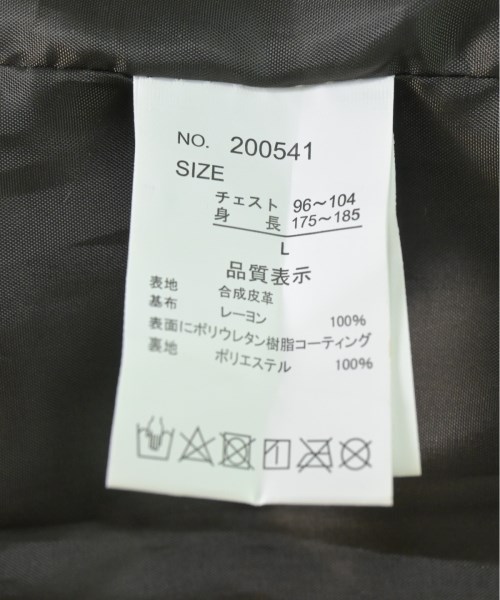 NO. 200541
SIZE
チェスト 96～104
身長 175～185
L
品質表示
表地 合成皮革
基布 レーヨン 100%
表面にポリウレタン樹脂コーティング
裏地 ポリエステル 100%